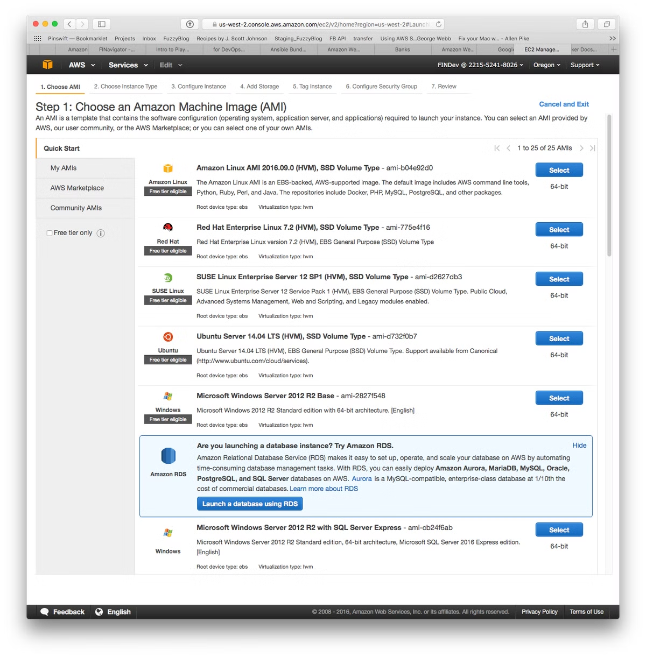 us-west-2.console.aws.amazon.com/ec2/v2/home?region=us-west-2#Launc
Pinswift — Bookmarklet Projects Inbox FuzzyBlog Recipes by J. Scott Johnson Staging_FuzzyBlog FB API transfer Using AWS S...George Webb Fix your Mac w... – Allen Pike
Amazon FiNavigator - Intro to Play for DevOps... Ansible Bund... Amazon We... Banks Amazon We... Google EC2 Manage... ker Docs...
AWS Services Edit FINDev @ 2215-5241-8026 Oregon Support
1. Choose AMI 2. Choose Instance Type 3. Configure Instance 4. Add Storage 5. Tag Instance 6. Configure Security Group 7. Review
Step 1: Choose an Amazon Machine Image (AMI)
Cancel and Exit
An AMI is a template that contains the software configuration (operating system, application server, and applications) required to launch your instance. You can select an AMI provided by
AWS, our user community, or the AWS Marketplace; or you can select one of your own AMIs.
Quick Start
1 to 25 of 25 AMIs
My AMIs
AWS Marketplace
Community AMIs
Free tier only
Amazon Linux
Free tier eligible
Amazon Linux AMI 2016.09.0 (HVM), SSD Volume Type - ami-b04e92d0
The Amazon Linux AMI is an EBS-backed, AWS-supported image. The default image includes AWS command line tools,
Python, Ruby, Perl, and Java. The repositories include Docker, PHP, MySQL, PostgreSQL, and other packages.
Root device type: ebs Virtualization type: hvm
Select
64-bit
Red Hat
Free tier eligible
Red Hat Enterprise Linux 7.2 (HVM), SSD Volume Type - ami-775e4f16
Red Hat Enterprise Linux version 7.2 (HVM), EBS General Purpose (SSD) Volume Type
Root device type: ebs Virtualization type: hvm
Select
64-bit
SUSE Linux
Free tier eligible
SUSE Linux Enterprise Server 12 SP1 (HVM), SSD Volume Type - ami-d2627db3
SUSE Linux Enterprise Server 12 Service Pack 1 (HVM), EBS General Purpose (SSD) Volume Type. Public Cloud,
Advanced Systems Management, Web and Scripting, and Legacy modules enabled.
Root device type: ebs Virtualization type: hvm
Select
64-bit
Ubuntu
Free tier eligible
Ubuntu Server 14.04 LTS (HVM), SSD Volume Type - ami-d732f0b7
Ubuntu Server 14.04 LTS (HVM), EBS General Purpose (SSD) Volume Type. Support available from Canonical
(http://www.ubuntu.com/cloud/services).
Root device type: ebs Virtualization type: hvm
Select
64-bit
Windows
Free tier eligible
Microsoft Windows Server 2012 R2 Base - ami-2827f548
Microsoft Windows 2012 R2 Standard edition with 64-bit architecture. [English]
Root device type: ebs Virtualization type: hvm
Select
64-bit
Amazon RDS
Are you launching a database instance? Try Amazon RDS.
Hide
Amazon Relational Database Service (RDS) makes it easy to set up, operate, and scale your database on AWS by automating
time-consuming database management tasks. With RDS, you can easily deploy Amazon Aurora, MariaDB, MySQL, Oracle,
PostgreSQL, and SQL Server databases on AWS. Aurora is a MySQL-compatible, enterprise-class database at 1/10th the
cost of commercial databases. Learn more about RDS
Launch a database using RDS
Windows
Microsoft Windows Server 2012 R2 with SQL Server Express - ami-0b24f6ab
Microsoft Windows Server 2012 R2 Standard edition, 64-bit architecture, Microsoft SQL Server 2016 Express edition.
[English]
Root device type: ebs Virtualization type: hvm
Select
64-bit
Feedback English © 2008 - 2016, Amazon Web Services, Inc. or its affiliates. All rights reserved. Privacy Policy Terms of Use